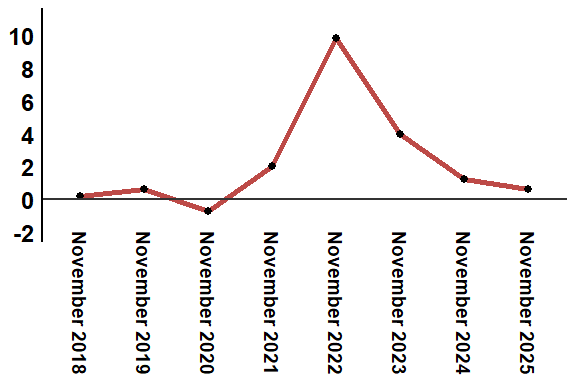 10
8
6
4
2
0
-2
November 2018
November 2019
November 2020
November 2021
November 2022
November 2023
November 2024
November 2025